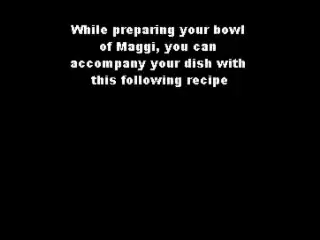 While preparing your bowl
of Maggi, you can
accompany your dish with
this following recipe